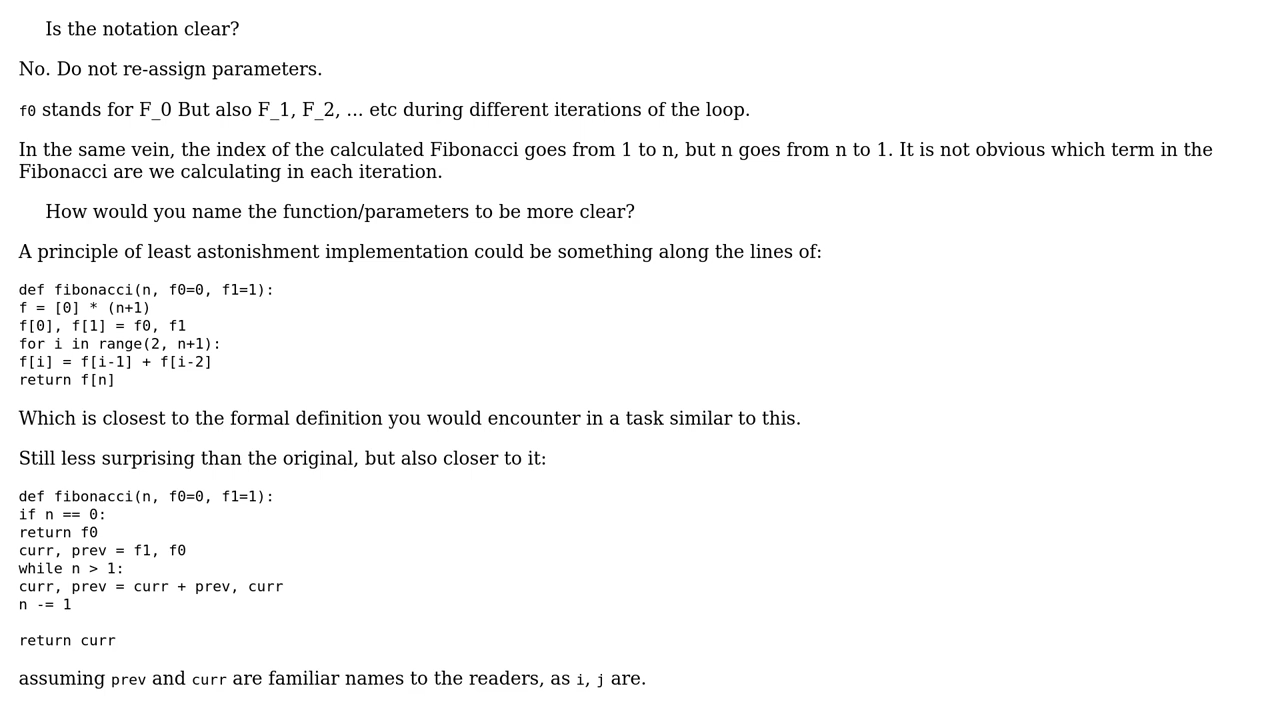 Is the notation clear?
No. Do not re-assign parameters.
f0 stands for F_0 But also F_1, F_2, ... etc during different iterations of the loop.
In the same vein, the index of the calculated Fibonacci goes from 1 to n, but n goes from n to 1. It is not obvious which term in the
Fibonacci are we calculating in each iteration.
How would you name the function/parameters to be more clear?
A principle of least astonishment implementation could be something along the lines of:
def fibonacci(n, f0=0, f1=1):
f = [0] * (n+1)
f[0], f[1] = f0, f1
for i in range(2, n+1):
f[i] = f[i-1] + f[i-2]
return f[n]
Which is closest to the formal definition you would encounter in a task similar to this.
Still less surprising than the original, but also closer to it:
def fibonacci(n, f0=0, f1=1):
if n == 0:
return f0
curr, prev = f1, f0
while n > 1:
curr, prev = curr + prev, curr
n -= 1
return curr
assuming prev and curr are familiar names to the readers, as i, j are.